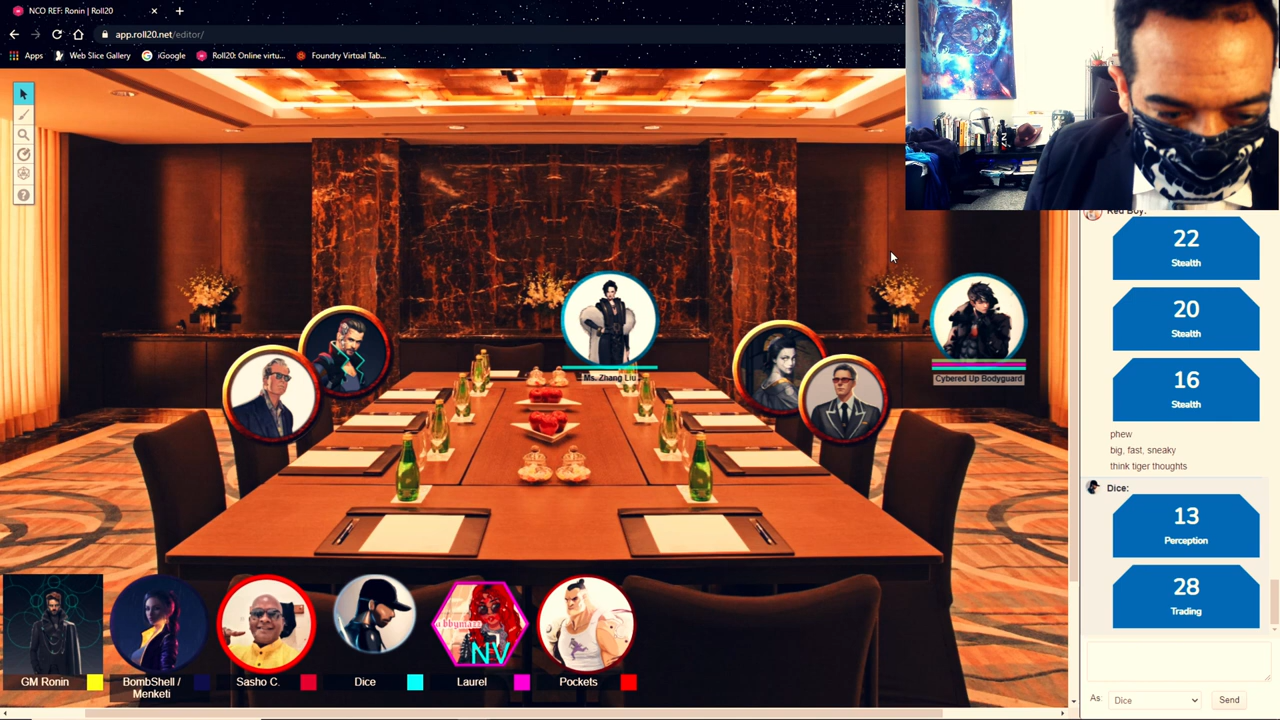 NCO REF: Ronin | Roll20
app.roll20.net/editor/
Apps
Web Slice Gallery
iGoogle
Roll20: Online virtu...
Foundry Virtual Tab...
Red Boy:
22
Stealth
20
Stealth
16
Stealth
phew
big, fast, sneaky
think tiger thoughts
Dice:
13
Perception
28
Trading
Ms. Zhang Liu
Cybered Up Bodyguard
NV
GM Ronin
BombShell /
Menketi
Sasho C.
Dice
Laurel
Pockets
As:
Dice
Send